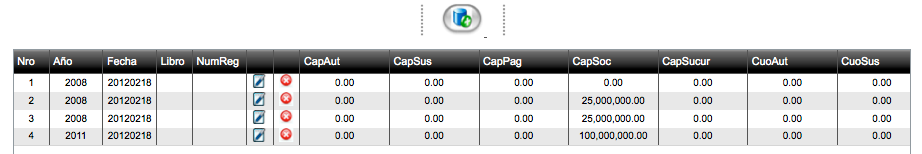 Nro Año Fecha Libro NumReg CapAut CapSus CapPag CapSoc CapSucur CuoAut CuoSus
1 2008 20120218 0.00 0.00 0.00 0.00 0.00 0.00 0.00
2 2008 20120218 0.00 0.00 0.00 25,000,000.00 0.00 0.00 0.00
3 2008 20120218 0.00 0.00 0.00 25,000,000.00 0.00 0.00 0.00
4 2011 20120218 0.00 0.00 0.00 100,000,000.00 0.00 0.00 0.00